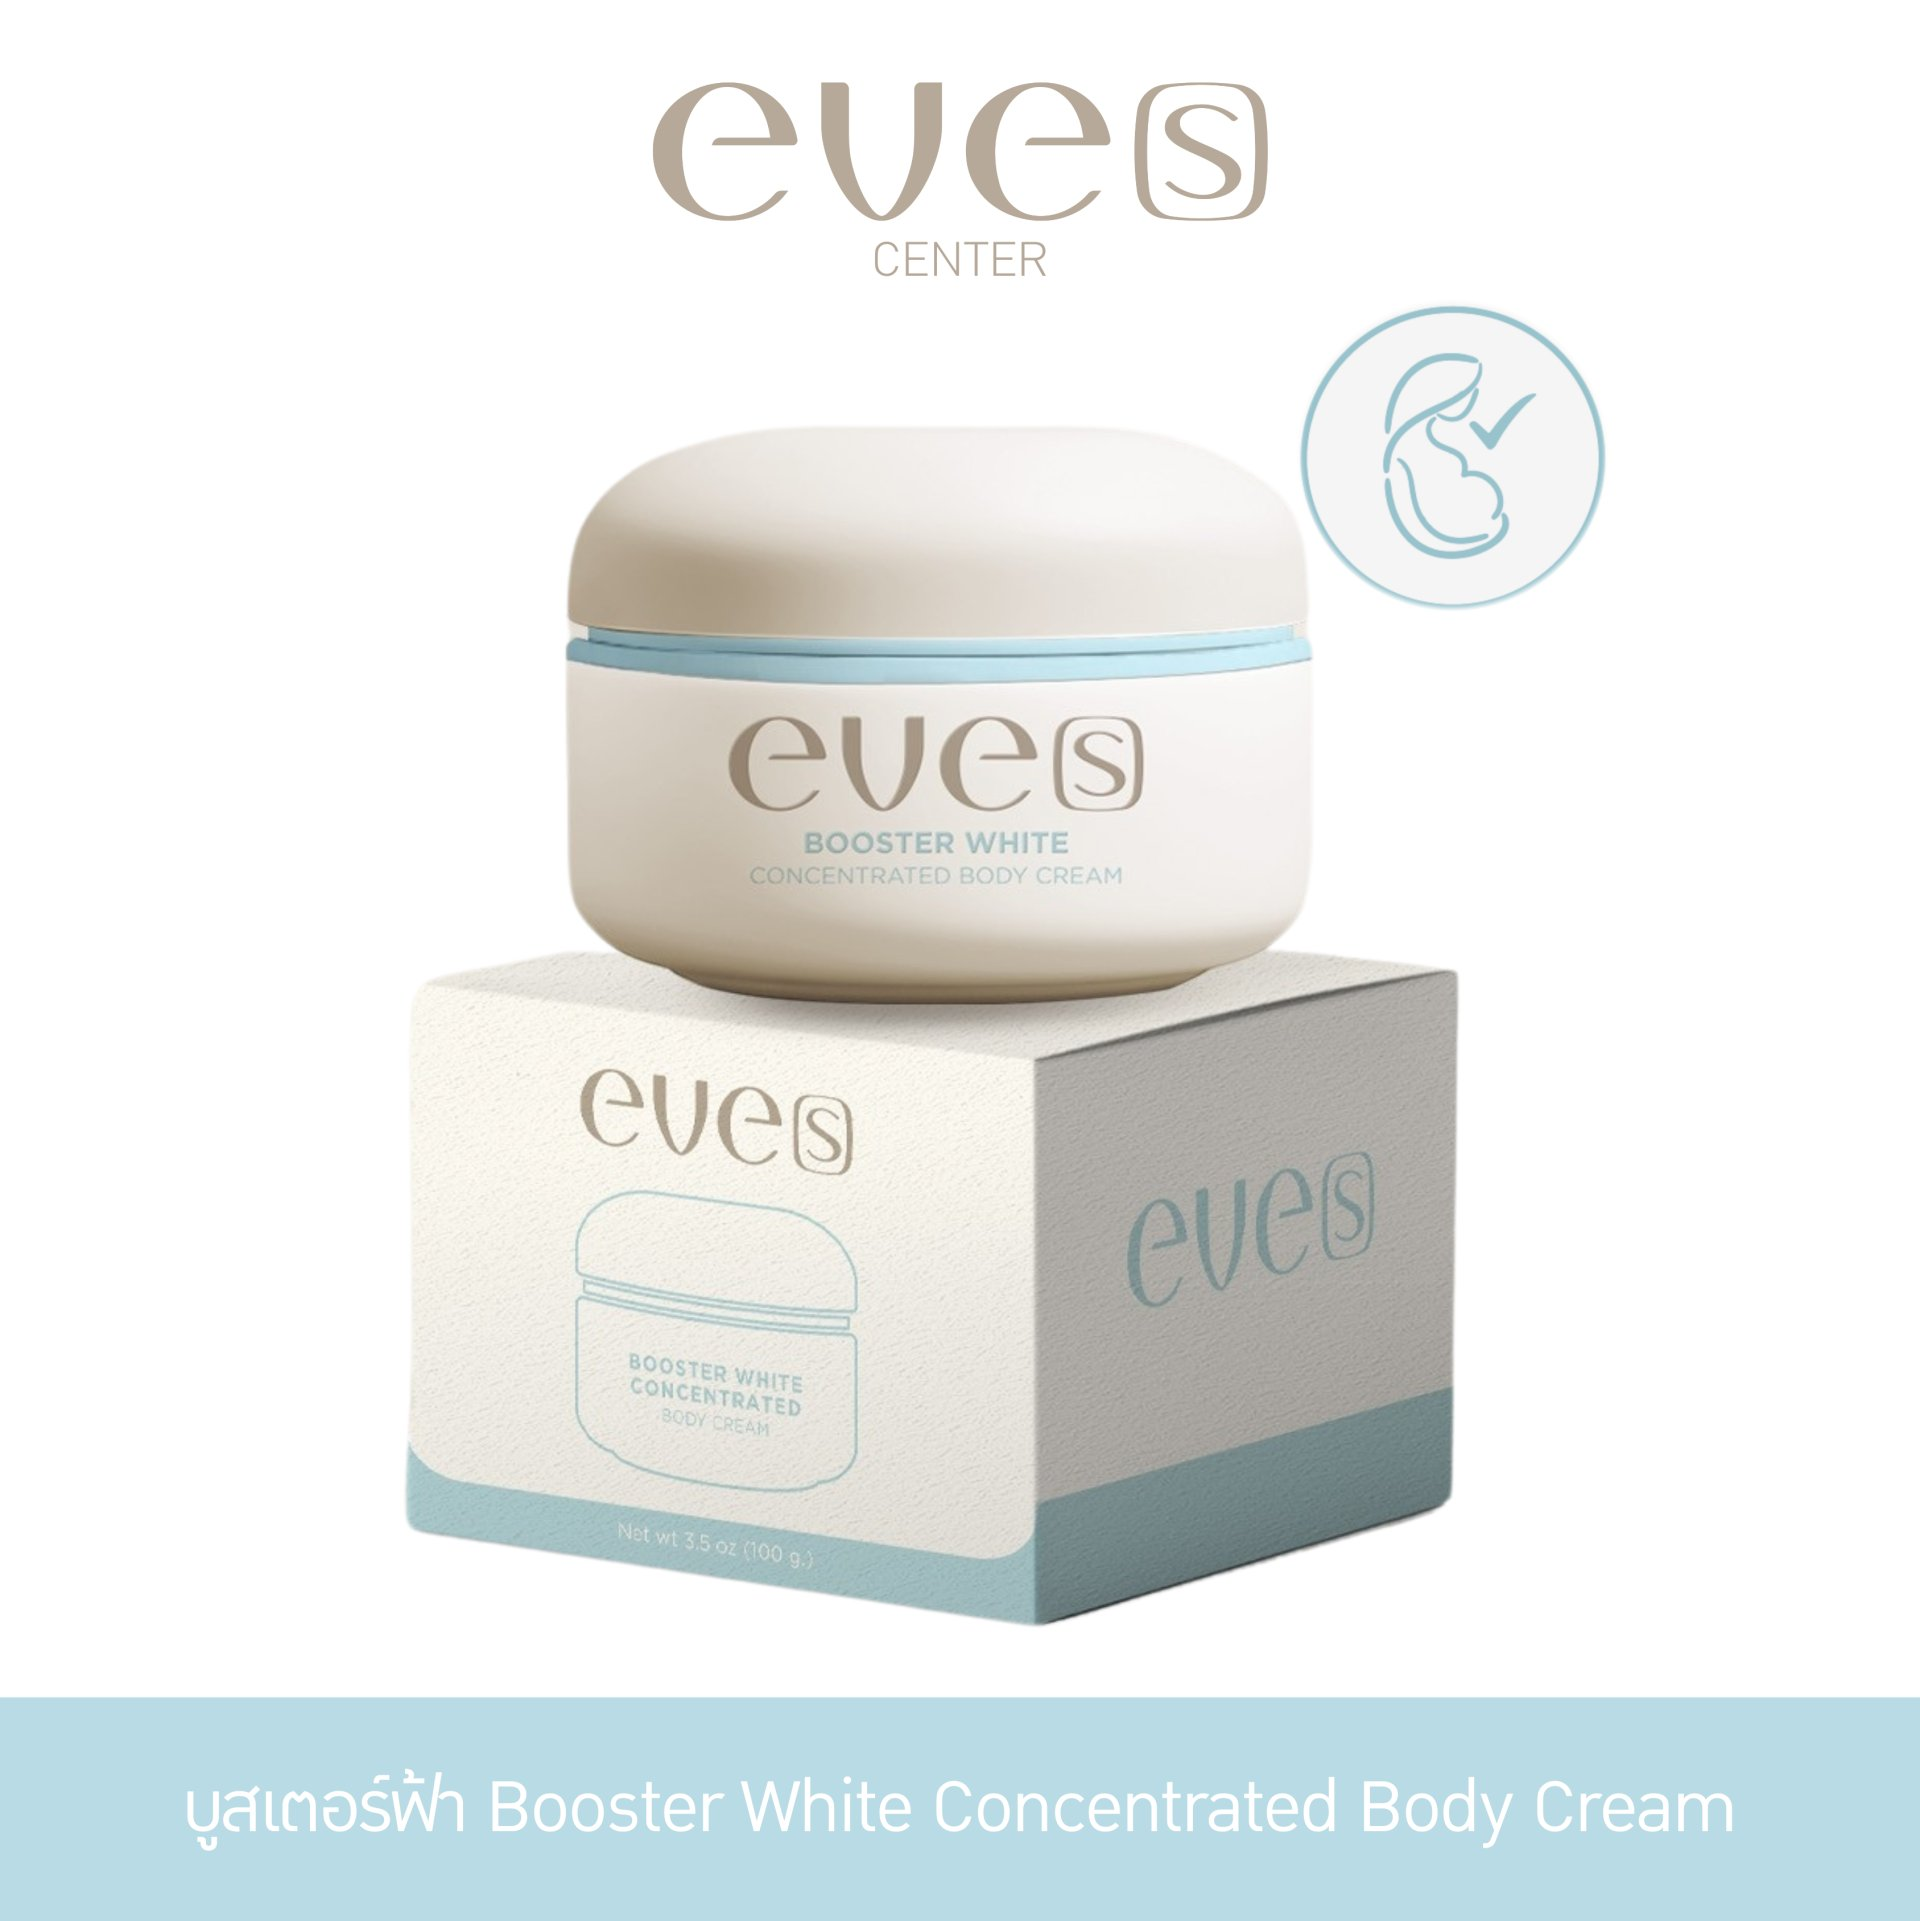 eves
CENTER
eves
BOOSTER WHITE
CONCENTRATED BODY CREAM
eves
BOOSTER WHITE
CONCENTRATED
BODY CREAM
Net wt 3.5 oz (100 g.)
eves
บูสเตอร์ฟ้า Booster White Concentrated Body Cream